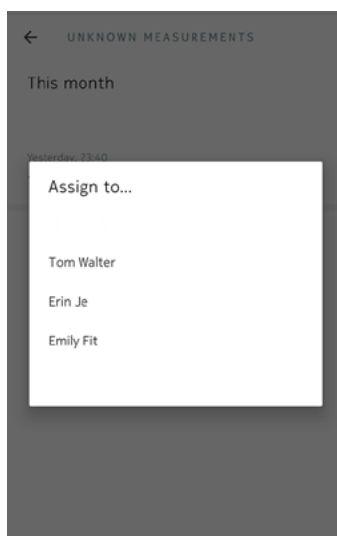 UNKNOWN MEASUREMENTS
This month
Yesterday, 23:40
Assign to...
Tom Walter
Erin Je
Emily Fit